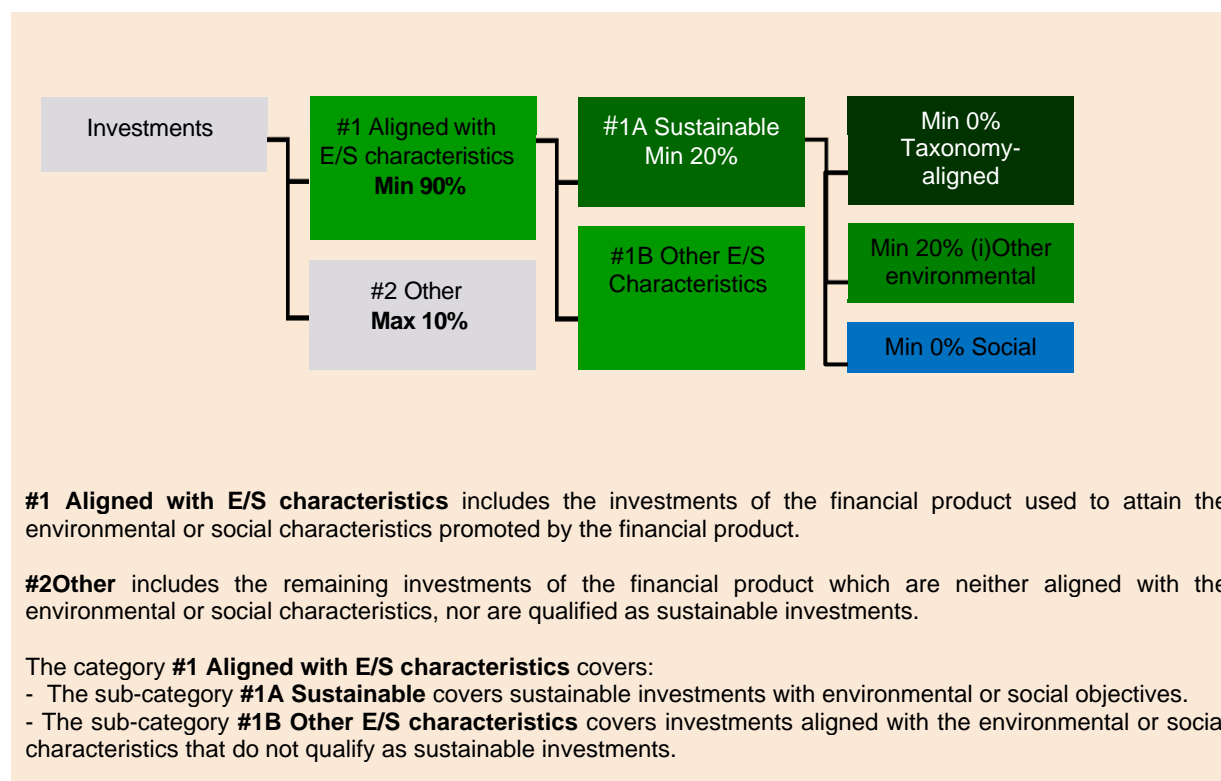 Investments
#1 Aligned with
E/S characteristics
Min 90%
#2 Other
Max 10%
#1A Sustainable
Min 20%
#1B Other E/S
Characteristics
Min 0%
Taxonomy-
aligned
Min 20% (i)Other
environmental
Min 0% Social
#1 Aligned with E/S characteristics includes the investments of the financial product used to attain the
environmental or social characteristics promoted by the financial product.
#2Other includes the remaining investments of the financial product which are neither aligned with the
environmental or social characteristics, nor are qualified as sustainable investments.
The category #1 Aligned with E/S characteristics covers:
- The sub-category #1A Sustainable covers sustainable investments with environmental or social objectives.
- The sub-category #1B Other E/S characteristics covers investments aligned with the environmental or social
characteristics that do not qualify as sustainable investments.